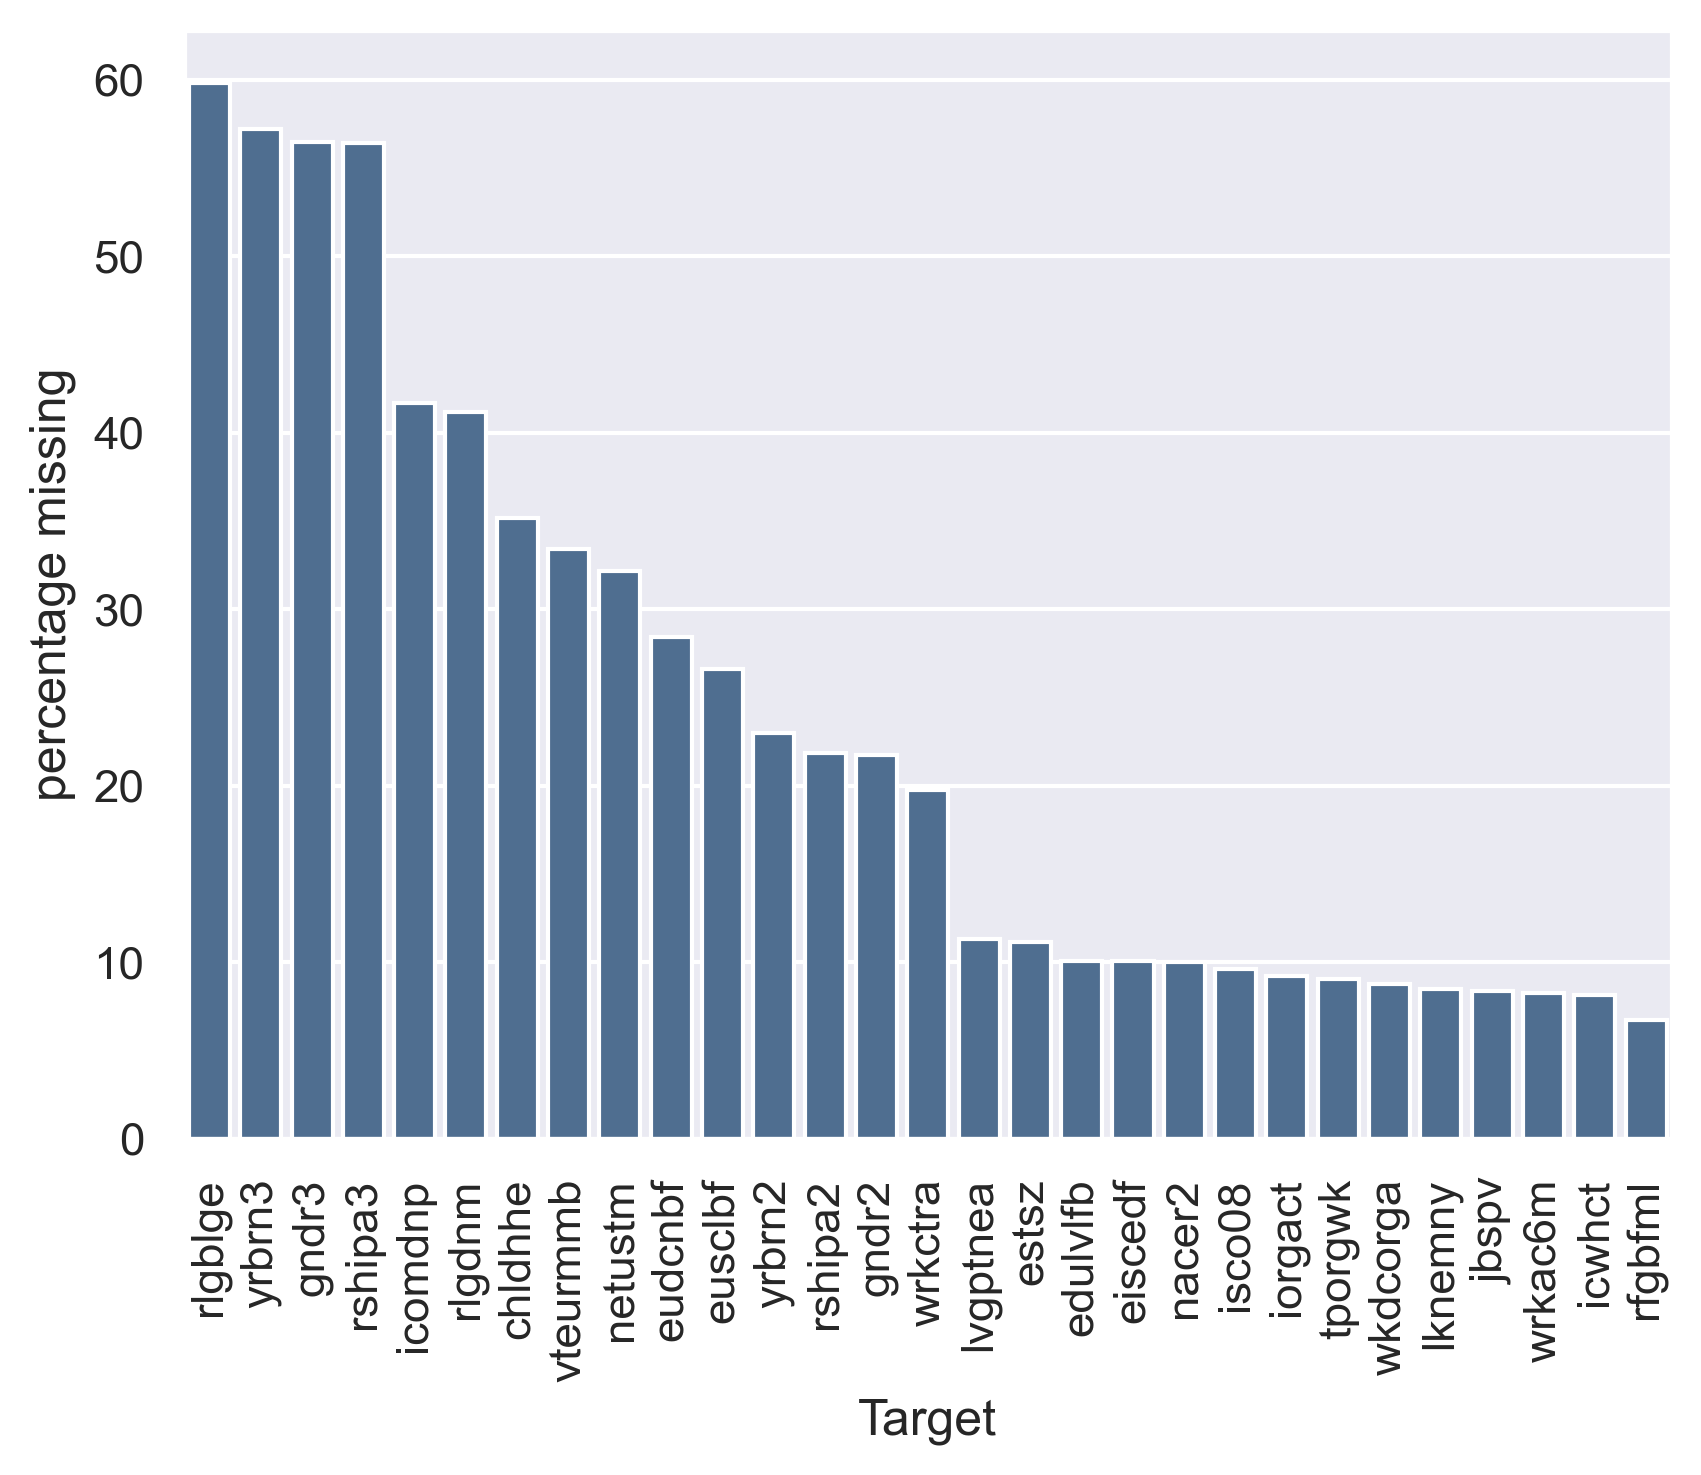 60
50
40
30
20
10
0
percentage missing
rlgblge
yrbrn3
gndr3
rshipa3
icomdnp
rlgdnm
chldhhe
vteurmmb
netustm
eudcnbf
eusclbf
yrbrn2
rshipa2
gndr2
wrkctra
lvgptnea
estsz
edulvlfb
eiscedf
nacer2
isco08
iorgact
tporgwk
wkdcorga
lknemny
jbspv
wrkac6m
icwhct
rfgbfml
Target